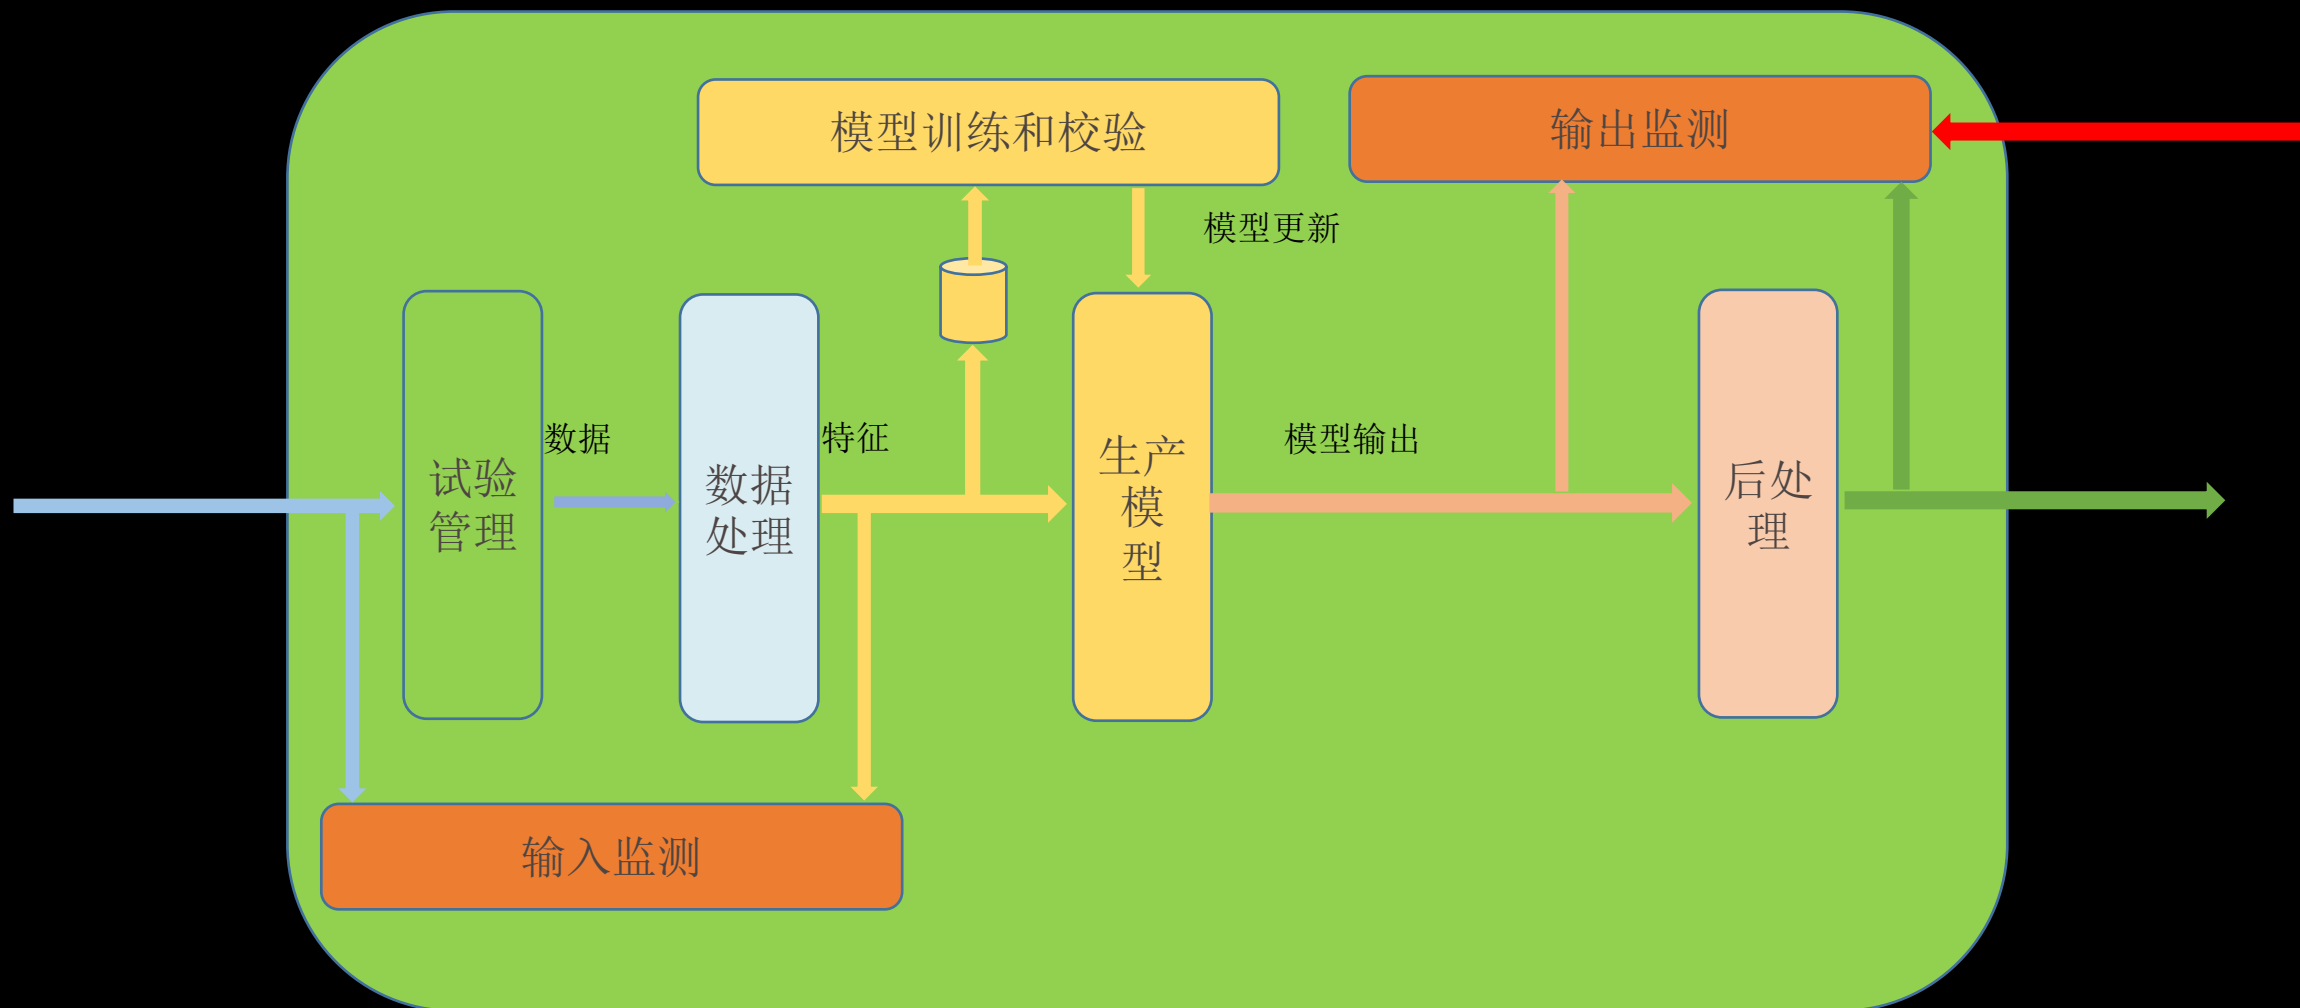 模型训练和校验
输出监测
模型更新
试验
管理
数据
数据
处理
特征
生产
模
型
模型输出
后处
理
输入监测